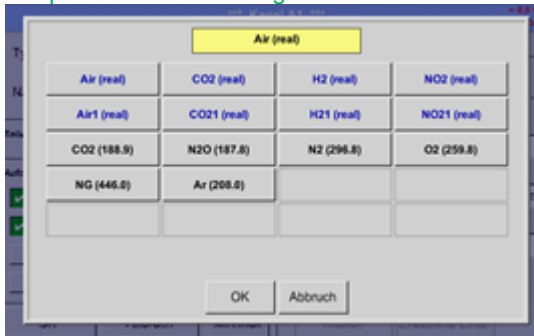 Air (real)
Air (real) CO2 (real) H2 (real) NO2 (real)
Air1 (real) CO21 (real) H21 (real) NO21 (real)
CO2 (188.9) N2O (187.8) N2 (296.8) O2 (259.8)
NG (446.0) Ar (208.0)
OK Abbruch